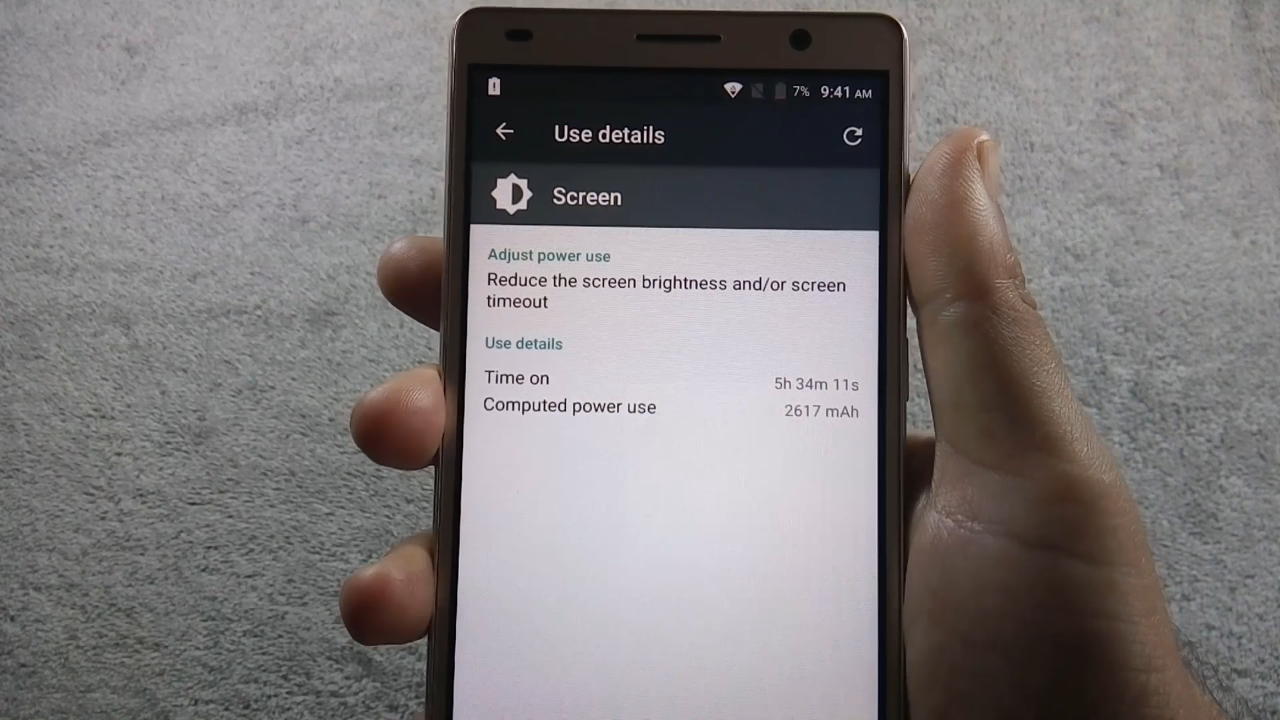 7% 9:41 AM
Use details
Screen
Adjust power use
Reduce the screen brightness and/or screen
timeout
Use details
Time on 5h 34m 11s
Computed power use 2617 mAh